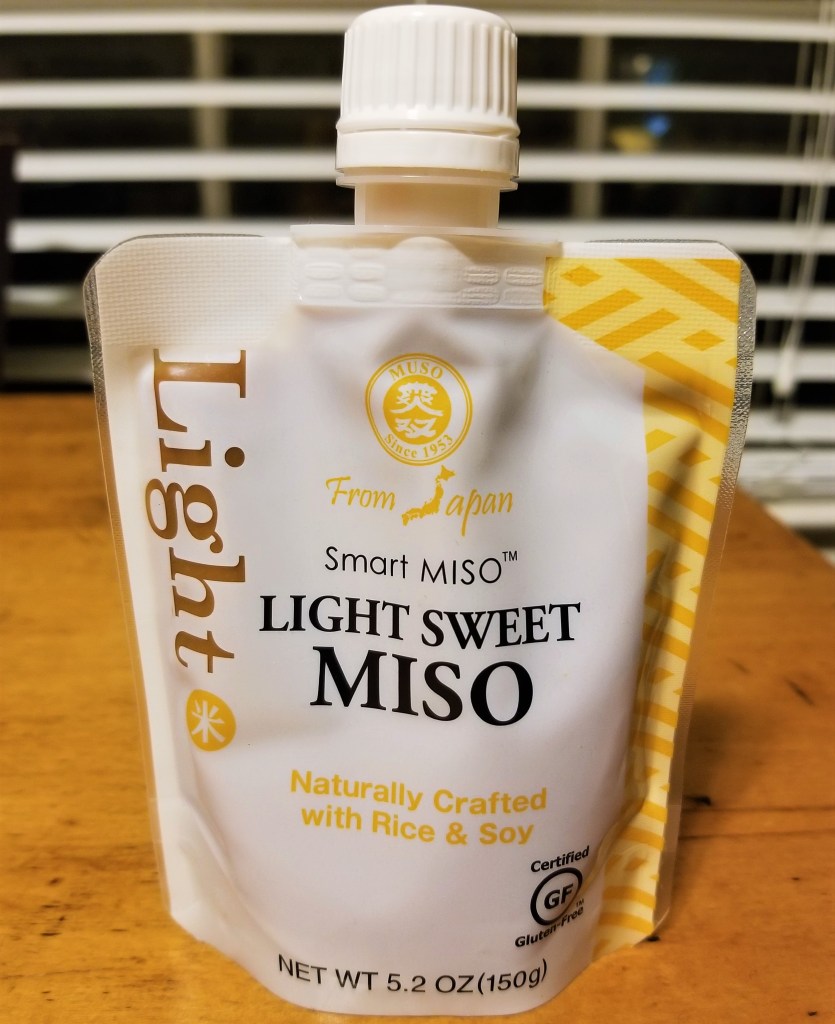 MUSO
Since 1953
From Japan
Smart MISO™
LIGHT SWEET
MISO
Light
米
Naturally Crafted
with Rice & Soy
Certified
GF™
Gluten-Free
NET WT 5.2 OZ(150g)